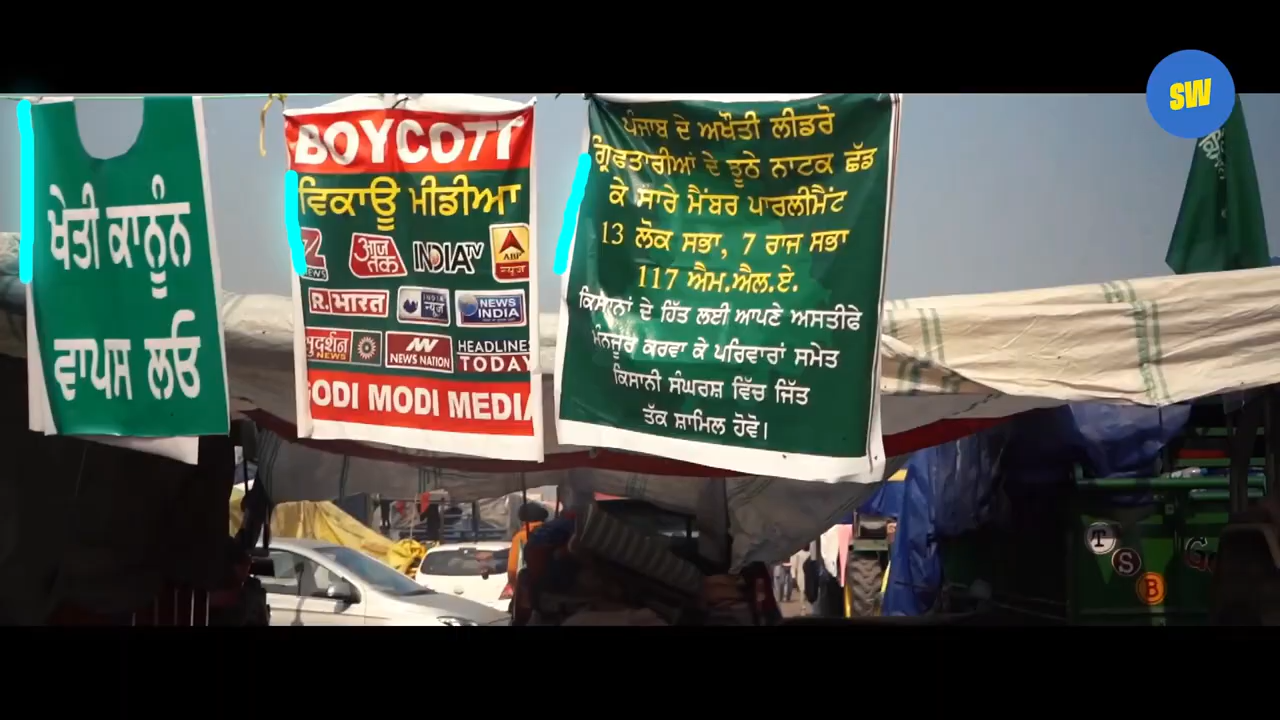 SW
ਖੇਤੀ ਕਾਨੂੰਨ
ਵਾਪਸ ਲਓ
BOYCOTT
ਵਿਕਾਊ ਮੀਡੀਆ
Z NEWS
आज तक
INDIA TV
ABP न्यूज़
R.भारत
INDIA न्यूज़
NEWS INDIA
सुदर्शन NEWS
NEWS NATION
HEADLINES TODAY
GODI MODI MEDIA
ਪੰਜਾਬ ਦੇ ਅਖੌਤੀ ਲੀਡਰੋ
ਗ੍ਰਿਫਤਾਰੀਆਂ ਦੇ ਝੂਠੇ ਨਾਟਕ ਛੱਡ
ਕੇ ਸਾਰੇ ਮੈਂਬਰ ਪਾਰਲੀਮੈਂਟ
13 ਲੋਕ ਸਭਾ, 7 ਰਾਜ ਸਭਾ
117 ਐਮ.ਐਲ.ਏ.
ਕਿਸਾਨਾਂ ਦੇ ਹਿੱਤ ਲਈ ਆਪਣੇ ਅਸਤੀਫੇ
ਮੰਨਜੂਰ ਕਰਵਾ ਕੇ ਪਰਿਵਾਰਾਂ ਸਮੇਤ
ਕਿਸਾਨੀ ਸੰਘਰਸ਼ ਵਿੱਚ ਜਿੱਤ
ਤੱਕ ਸ਼ਾਮਿਲ ਹੋਵੋ।
T
S
B